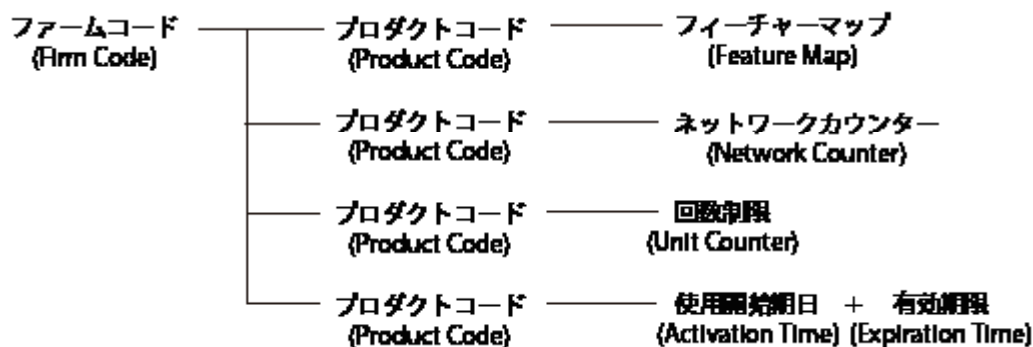 ファームコード プロダクトコード フィーチャーマップ
(Firm Code) (Product Code) (Feature Map)
プロダクトコード ネットワークカウンター
(Product Code) (Network Counter)
プロダクトコード 回数制限
(Product Code) (Unit Counter)
プロダクトコード 使用開始期日 + 有効期限
(Product Code) (Activation Time) (Expiration Time)